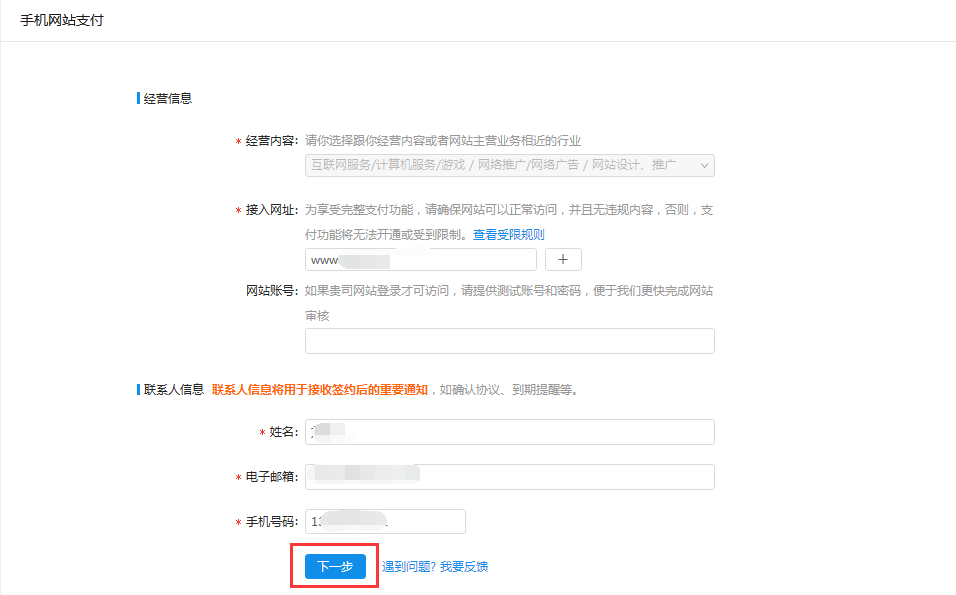 手机网站支付
经营信息
* 经营内容: 请你选择跟你经营内容或者网站主营业务相近的行业
互联网服务/计算机服务/游戏 / 网络推广/网络广告 / 网站设计、推广
* 接入网址: 为享受完整支付功能，请确保网站可以正常访问，并且无违规内容，否则，支
付功能将无法开通或受到限制。查看受限规则
www +
网站账号: 如果贵司网站登录才可访问，请提供测试账号和密码，便于我们更快完成网站
审核
联系人信息 联系人信息将用于接收签约后的重要通知，如确认协议、到期提醒等。
* 姓名:
* 电子邮箱:
* 手机号码: 13
下一步 遇到问题? 我要反馈